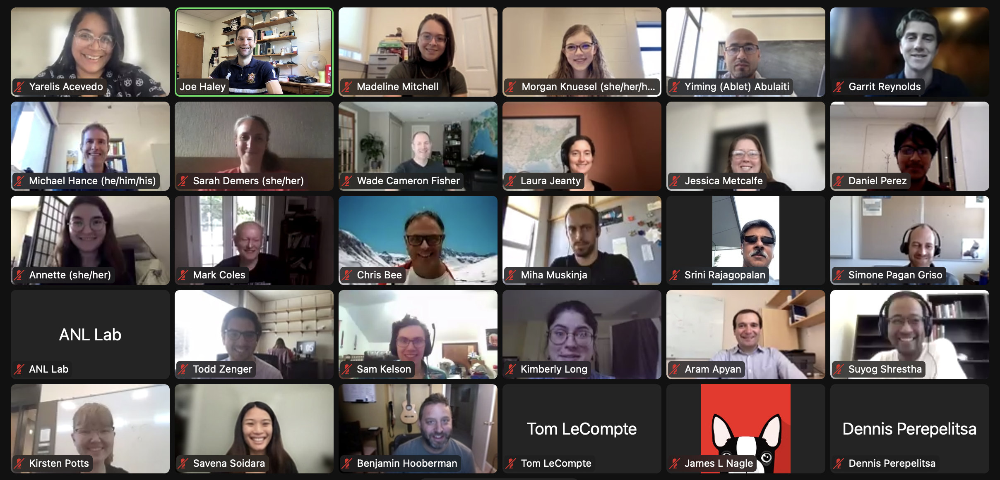 Yarelis Acevedo
Joe Haley
Madeline Mitchell
Morgan Knuesel (she/her/h...
Yiming (Ablet) Abulaiti
Garrit Reynolds
Michael Hance (he/him/his)
Sarah Demers (she/her)
Wade Cameron Fisher
Laura Jeanty
Jessica Metcalfe
Daniel Perez
Annette (she/her)
Mark Coles
Chris Bee
Miha Muskinja
Srini Rajagopalan
Simone Pagan Griso
ANL Lab
ANL Lab
Todd Zenger
Sam Kelson
Kimberly Long
Aram Apyan
Suyog Shrestha
Kirsten Potts
Savena Soidara
Benjamin Hooberman
Tom LeCompte
Tom LeCompte
James L Nagle
Dennis Perepelitsa
Dennis Perepelitsa